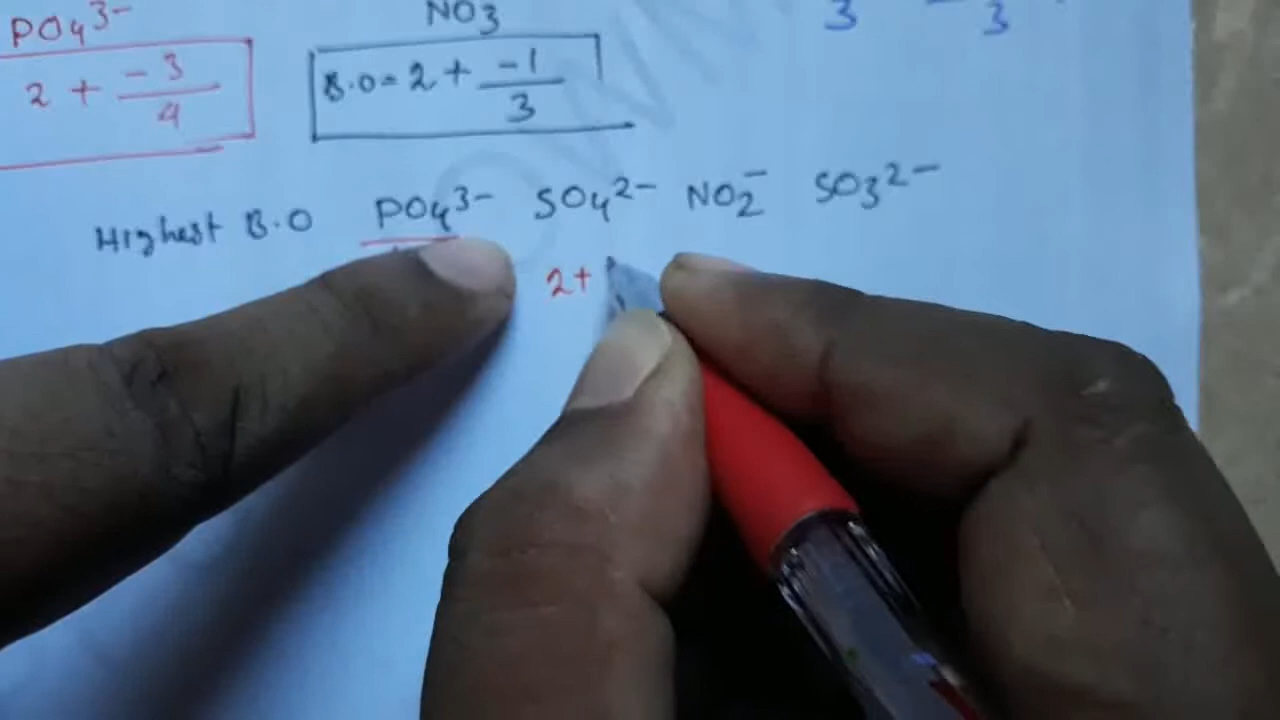 PO4^3- NO3 3 3
2 + -3/4 B.O = 2 + -1/3
Highest B.O PO4^3- SO4^2- NO2^- SO3^2-
2+